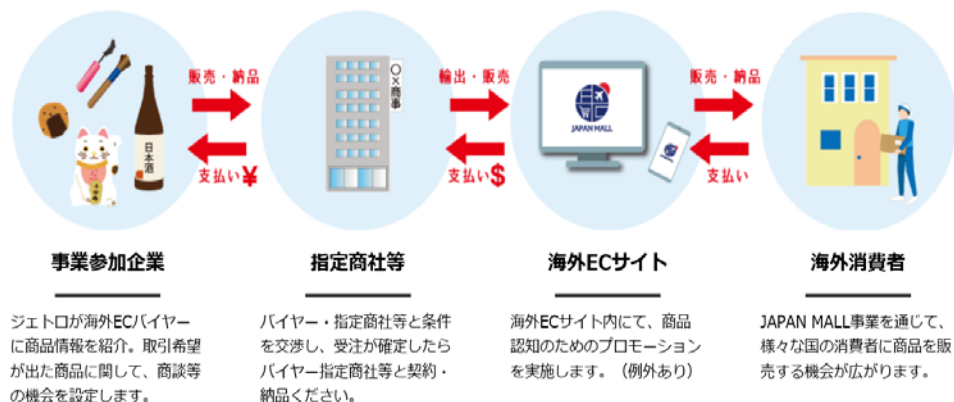 販売・納品
支払い¥
日本酒
〇×商事
輸出・販売
支払い$
JAPAN MALL
JAPAN MALL
販売・納品
支払い
事業参加企業
ジェトロが海外ECバイヤー
に商品情報を紹介。取引希望
が出た商品に関して、商談等
の機会を設定します。
指定商社等
バイヤー・指定商社等と条件
を交渉し、受注が確定したら
バイヤー指定商社等と契約・
納品ください。
海外ECサイト
海外ECサイト内にて、商品
認知のためのプロモーション
を実施します。（例外あり）
海外消費者
JAPAN MALL事業を通じて、
様々な国の消費者に商品を販
売する機会が広がります。